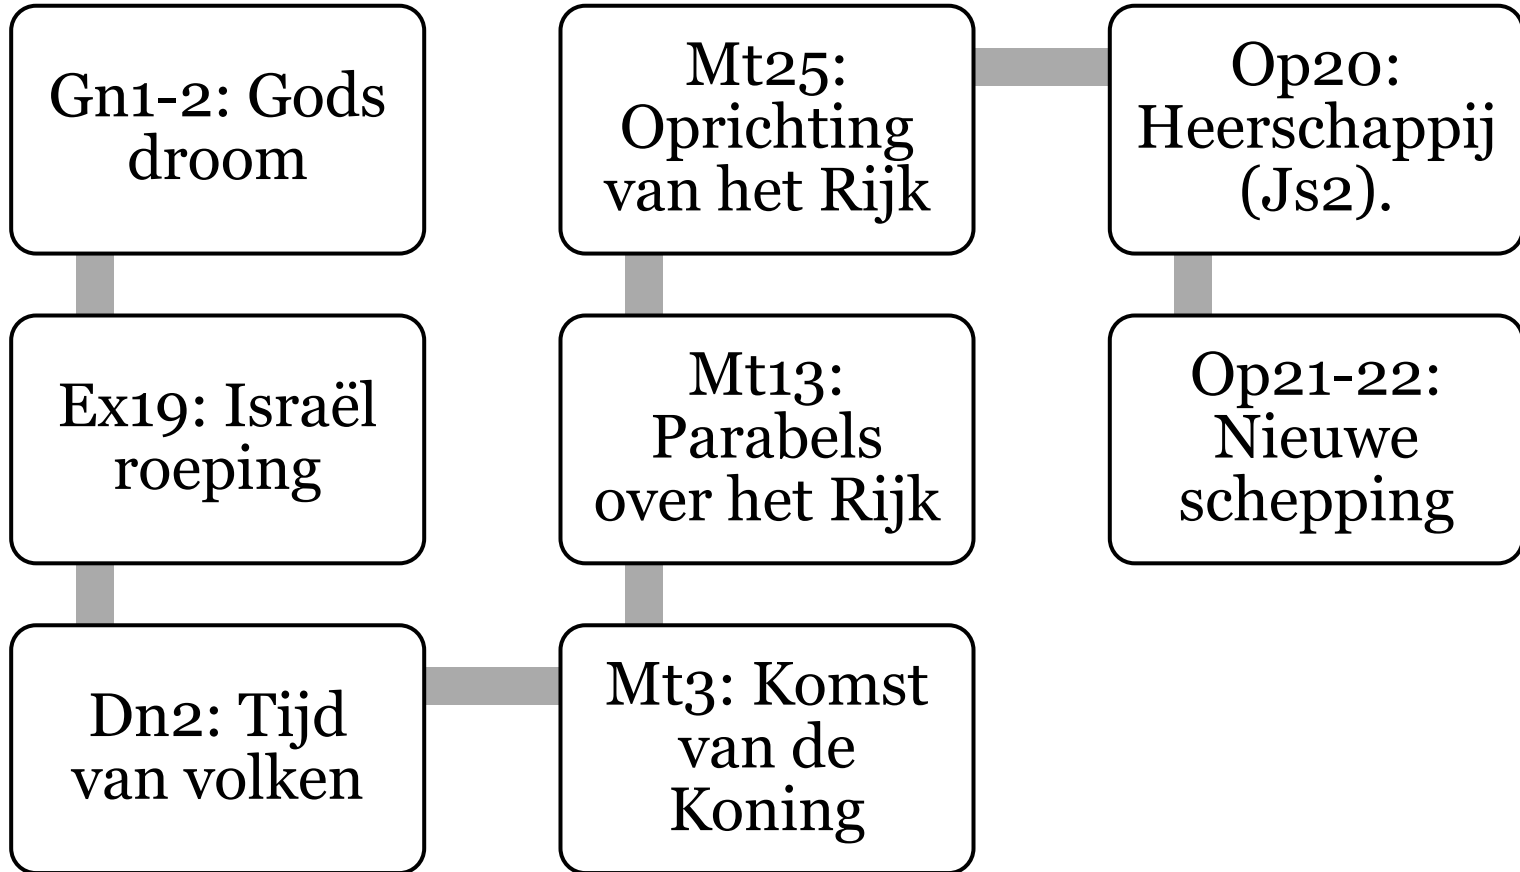 Gn1-2: Gods
droom
Ex19: Israël
roeping
Dn2: Tijd
van volken
Mt3: Komst
van de
Koning
Mt13:
Parabels
over het Rijk
Mt25:
Oprichting
van het Rijk
Op20:
Heerschappij
(Js2).
Op21-22:
Nieuwe
schepping